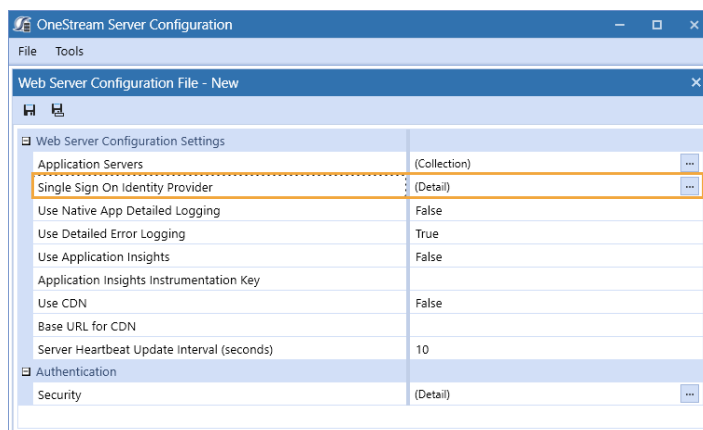 OneStream Server Configuration
File Tools
Web Server Configuration File - New
Web Server Configuration Settings
Application Servers (Collection) ...
Single Sign On Identity Provider (Detail) ...
Use Native App Detailed Logging False
Use Detailed Error Logging True
Use Application Insights False
Application Insights Instrumentation Key
Use CDN False
Base URL for CDN
Server Heartbeat Update Interval (seconds) 10
Authentication
Security (Detail) ...